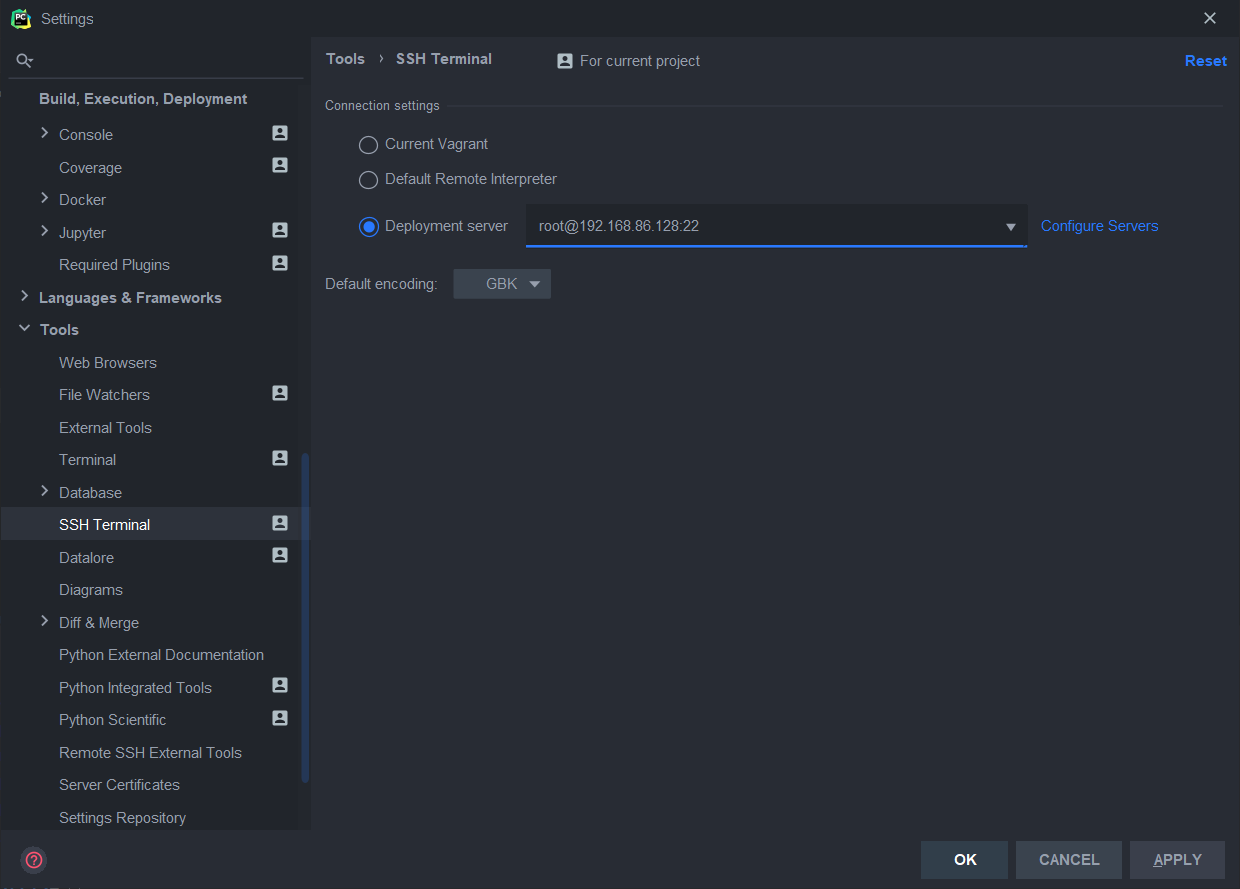 Settings
Build, Execution, Deployment
Console
Coverage
Docker
Jupyter
Required Plugins
Languages & Frameworks
Tools
Web Browsers
File Watchers
External Tools
Terminal
Database
SSH Terminal
Datalore
Diagrams
Diff & Merge
Python External Documentation
Python Integrated Tools
Python Scientific
Remote SSH External Tools
Server Certificates
Settings Repository
Tools › SSH Terminal For current project Reset
Connection settings
Current Vagrant
Default Remote Interpreter
Deployment server root@192.168.86.128:22 Configure Servers
Default encoding: GBK
OK CANCEL APPLY